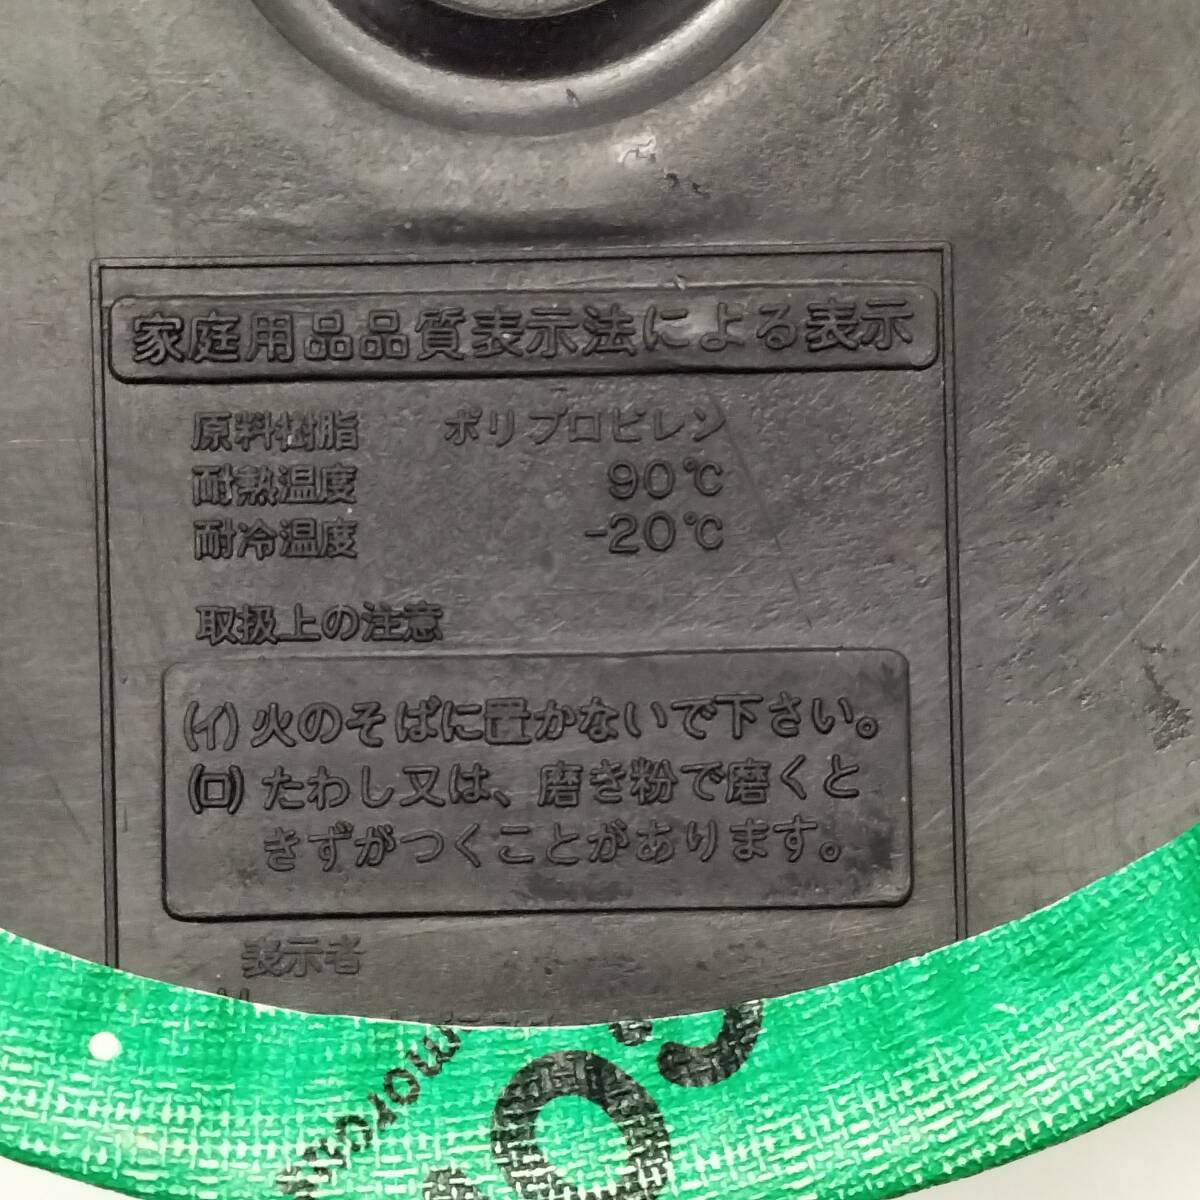 家庭用品品質表示法による表示
原料樹脂 ポリプロピレン
耐熱温度 90℃
耐冷温度 -20℃
取扱上の注意
(イ) 火のそばに置かないで下さい。
(ロ) たわし又は、磨き粉で磨くと
きずがつくことがあります。
表示者